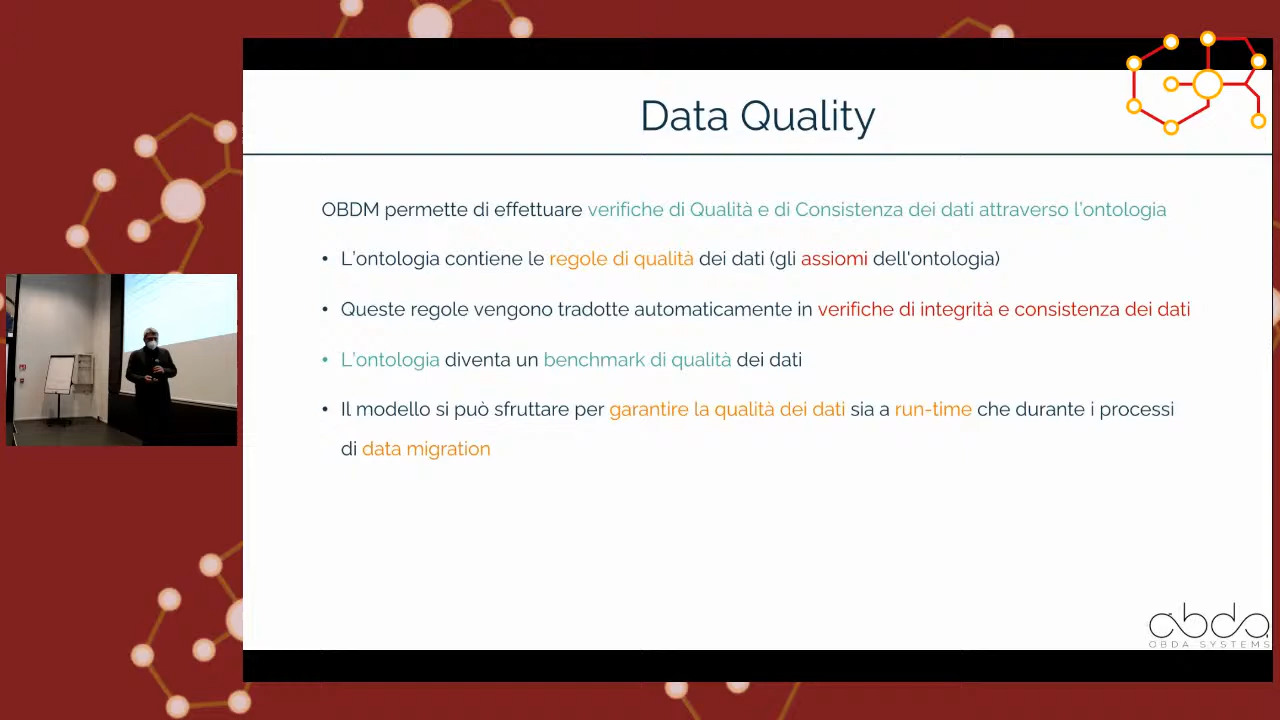 Data Quality
OBDM permette di effettuare verifiche di Qualità e di Consistenza dei dati attraverso l'ontologia
• L'ontologia contiene le regole di qualità dei dati (gli assiomi dell'ontologia)
• Queste regole vengono tradotte automaticamente in verifiche di integrità e consistenza dei dati
• L'ontologia diventa un benchmark di qualità dei dati
• Il modello si può sfruttare per garantire la qualità dei dati sia a run-time che durante i processi
di data migration
obda
OBDA SYSTEMS